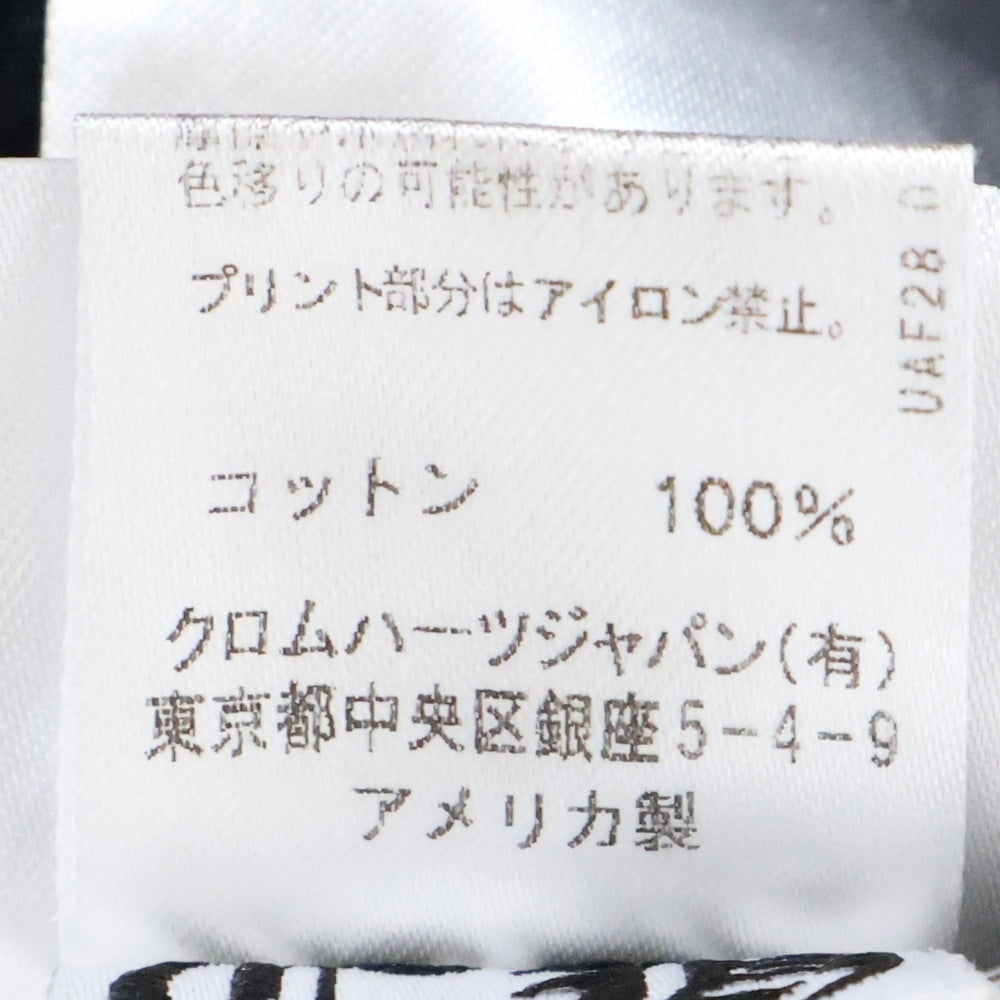 色移りの可能性があります。
プリント部分はアイロン禁止。
コットン 100%
クロムハーツジャパン(有)
東京都中央区銀座5-4-9
アメリカ製
UAF28